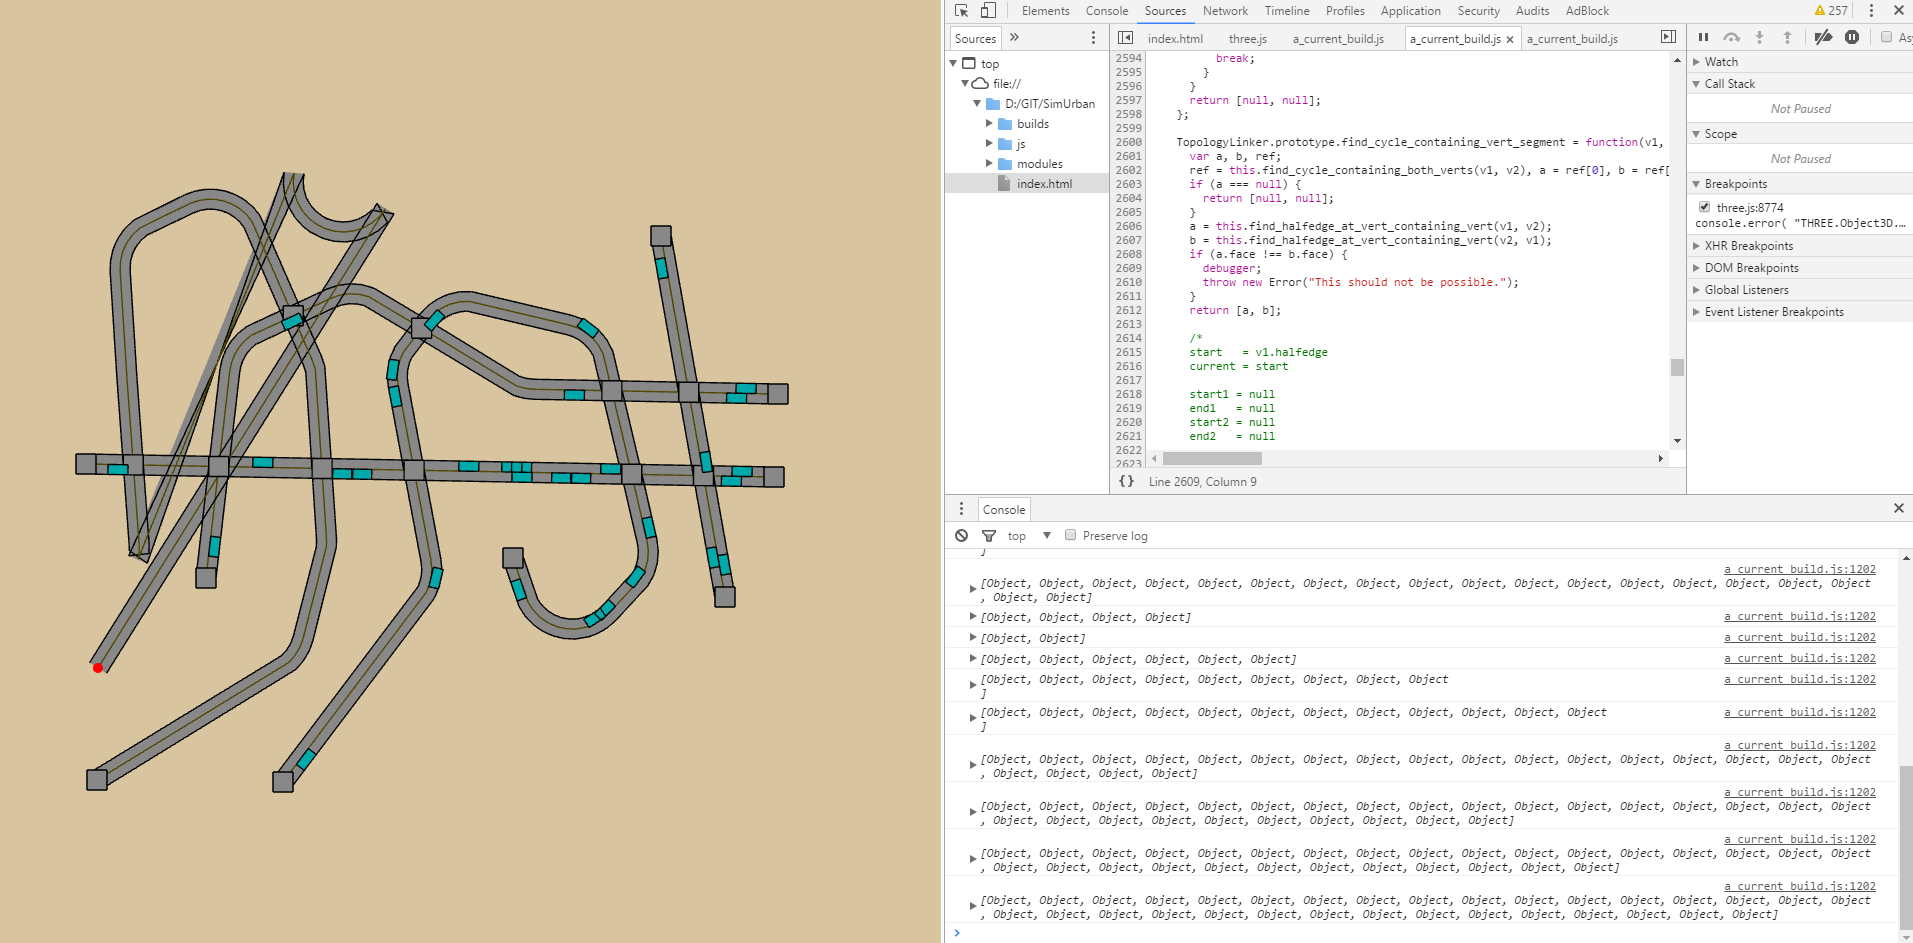 Elements Console Sources Network Timeline Profiles Application Security Audits AdBlock 257
Sources » index.html three.js a_current_build.js a_current_build.js × a_current_build.js
top
file://
D:/GIT/SimUrban
builds
js
modules
index.html
2594 break;
2595 }
2596 }
2597 return [null, null];
2598 };
2599
2600 TopologyLinker.prototype.find_cycle_containing_vert_segment = function(v1,
2601 var a, b, ref;
2602 ref = this.find_cycle_containing_both_verts(v1, v2), a = ref[0], b = ref[
2603 if (a === null) {
2604 return [null, null];
2605 }
2606 a = this.find_halfedge_at_vert_containing_vert(v1, v2);
2607 b = this.find_halfedge_at_vert_containing_vert(v2, v1);
2608 if (a.face !== b.face) {
2609 debugger;
2610 throw new Error("This should not be possible.");
2611 }
2612 return [a, b];
2613
2614 /*
2615 start = v1.halfedge
2616 current = start
2617
2618 start1 = null
2619 end1 = null
2620 start2 = null
2621 end2 = null
2622
2623
{} Line 2609, Column 9
Watch
Call Stack
Not Paused
Scope
Not Paused
Breakpoints
three.js:8774
console.error( "THREE.Object3D.…
XHR Breakpoints
DOM Breakpoints
Global Listeners
Event Listener Breakpoints
Console
top Preserve log
]
a_current_build.js:1202
[Object, Object, Object, Object, Object, Object, Object, Object, Object, Object, Object, Object, Object, Object, Object, Object, Object
, Object, Object]
[Object, Object, Object, Object] a_current_build.js:1202
[Object, Object] a_current_build.js:1202
[Object, Object, Object, Object, Object, Object] a_current_build.js:1202
[Object, Object, Object, Object, Object, Object, Object, Object, Object a_current_build.js:1202
]
[Object, Object, Object, Object, Object, Object, Object, Object, Object, Object, Object, Object a_current_build.js:1202
]
a_current_build.js:1202
[Object, Object, Object, Object, Object, Object, Object, Object, Object, Object, Object, Object, Object, Object, Object, Object, Object
, Object, Object, Object, Object]
a_current_build.js:1202
[Object, Object, Object, Object, Object, Object, Object, Object, Object, Object, Object, Object, Object, Object, Object, Object, Object
, Object, Object, Object, Object, Object, Object, Object, Object, Object, Object]
a_current_build.js:1202
[Object, Object, Object, Object, Object, Object, Object, Object, Object, Object, Object, Object, Object, Object, Object, Object, Object
, Object, Object, Object, Object, Object, Object, Object, Object, Object, Object, Object, Object]
a_current_build.js:1202
[Object, Object, Object, Object, Object, Object, Object, Object, Object, Object, Object, Object, Object, Object, Object, Object, Object
, Object, Object, Object, Object, Object, Object, Object, Object, Object, Object, Object, Object, Object, Object, Object]